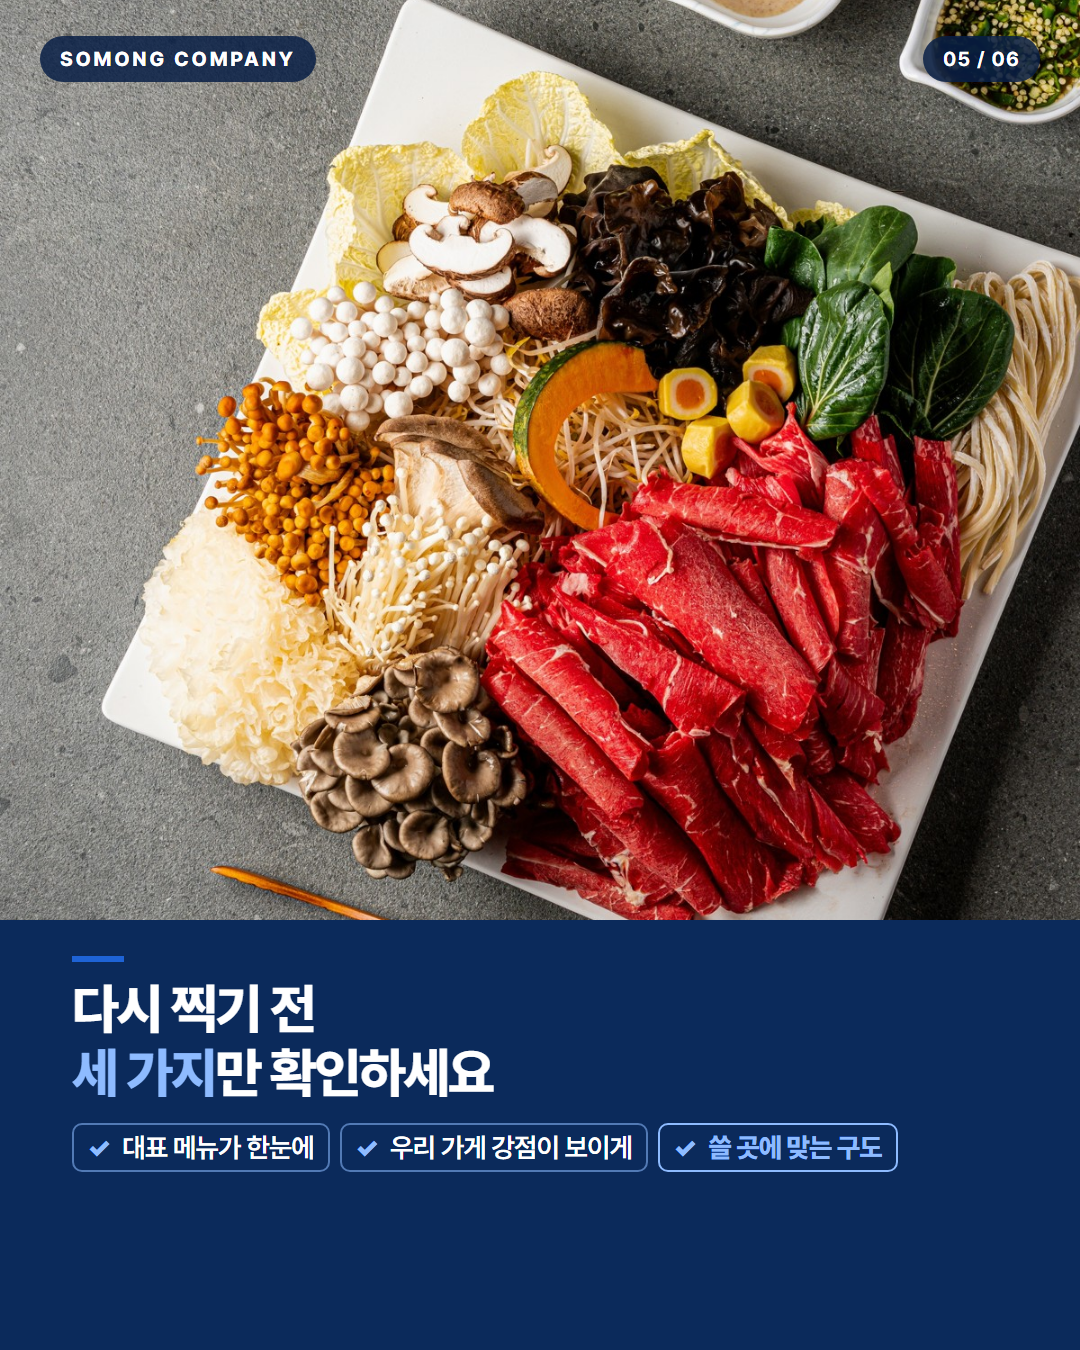 SOMONG COMPANY
05 / 06
다시 찍기 전
세 가지만 확인하세요
대표 메뉴가 한눈에
우리 가게 강점이 보이게
쓸 곳에 맞는 구도